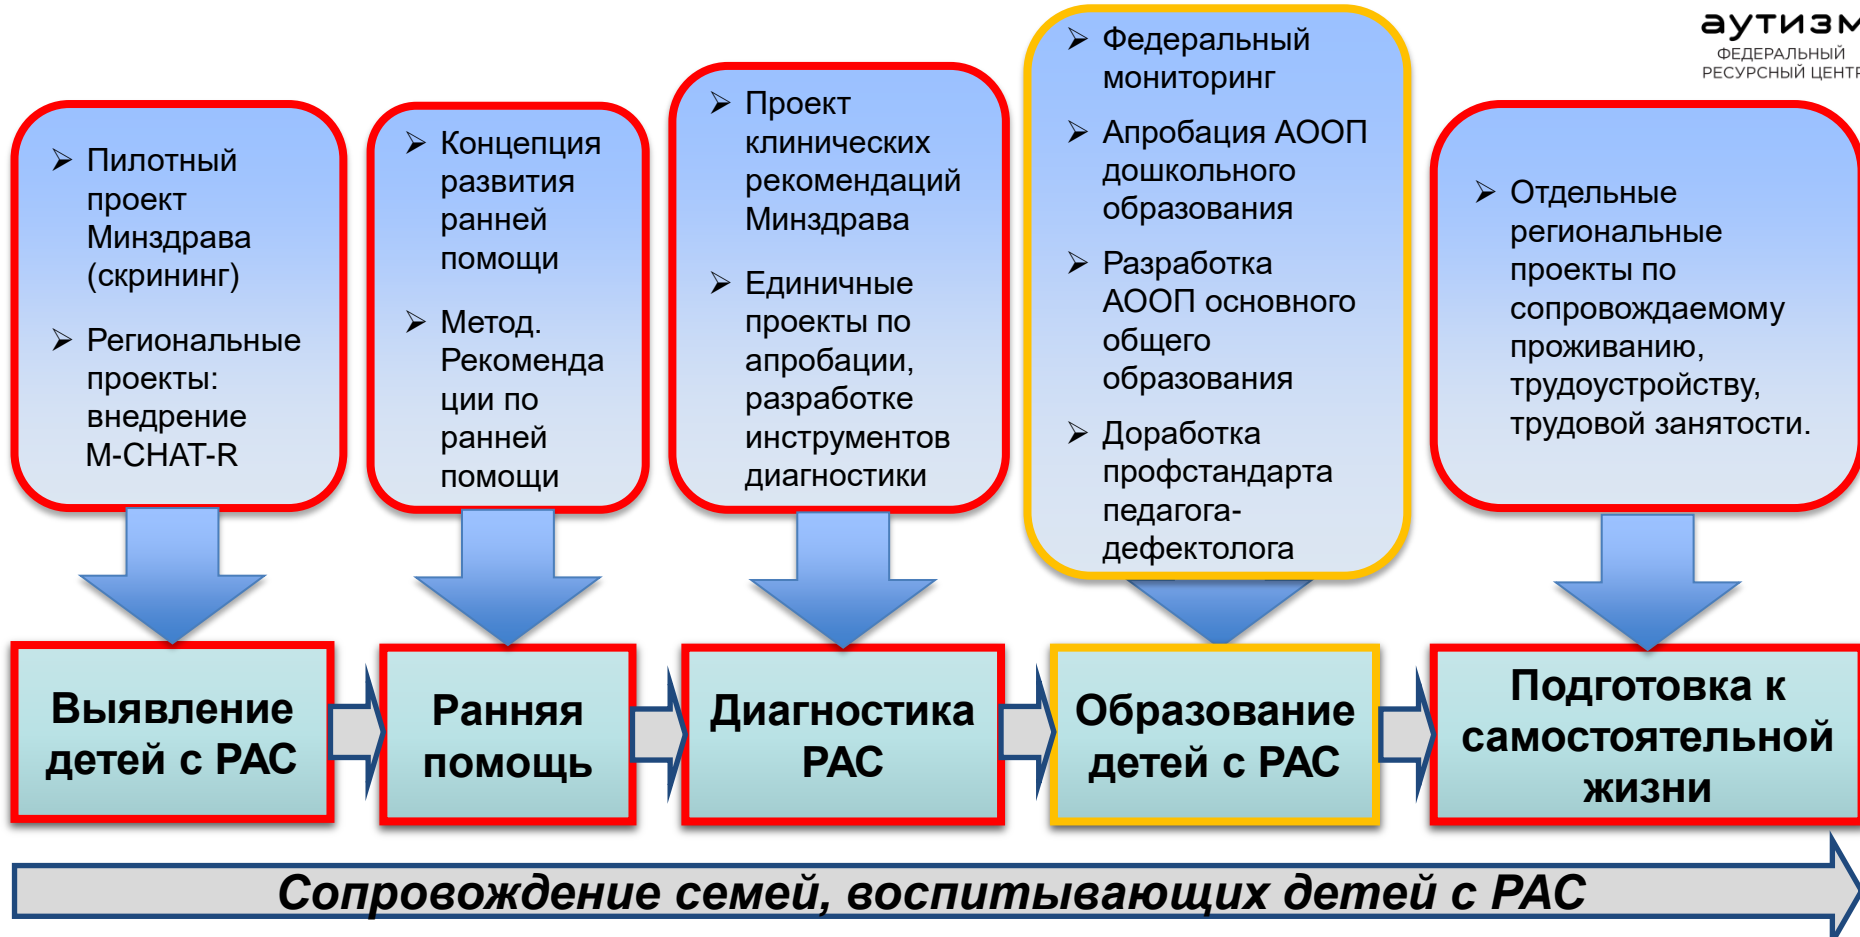 аутизм
ФЕДЕРАЛЬНЫЙ
РЕСУРСНЫЙ ЦЕНТР
Пилотный
проект
Минздрава
(скрининг)
Региональные
проекты:
внедрение
M-CHAT-R
Концепция
развития
ранней
помощи
Метод.
Рекоменда
ции по
ранней
помощи
Проект
клинических
рекомендаций
Минздрава
Единичные
проекты по
апробации,
разработке
инструментов
диагностики
Федеральный
мониторинг
Апробация АООП
дошкольного
образования
Разработка
АООП основного
общего
образования
Доработка
профстандарта
педагога-
дефектолога
Отдельные
региональные
проекты по
сопровождаемому
проживанию,
трудоустройству,
трудовой занятости.
Выявление
детей с РАС
Ранняя
помощь
Диагностика
РАС
Образование
детей с РАС
Подготовка к
самостоятельной
жизни
Сопровождение семей, воспитывающих детей с РАС